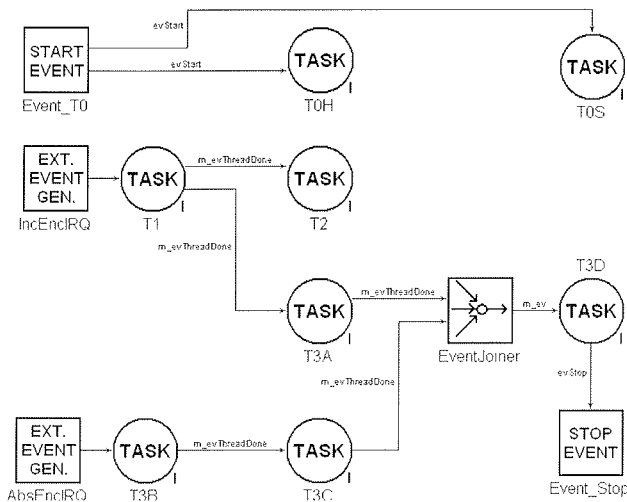 evStart
START
EVENT
Event_T0
evStart
TASK
T0H
TASK
T0S
EXT.
EVENT
GEN.
IncEncIRQ
TASK
T1
m_evThreadDone
TASK
T2
m_evThreadDone
TASK
T3A
m_evThreadDone
EventJoiner
m_ev
T3D
TASK
m_evThreadDone
evStop
EXT.
EVENT
GEN.
AbsEncIRQ
TASK
T3B
m_evThreadDone
TASK
T3C
STOP
EVENT
Event_Stop